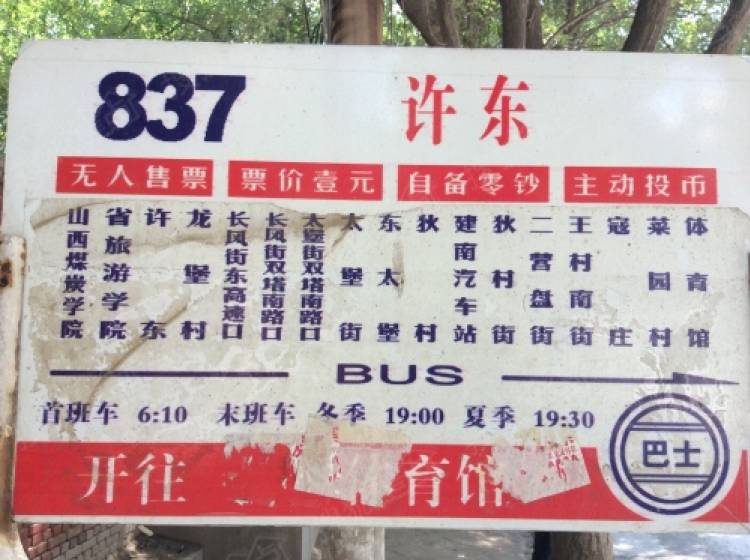 837 许东
无人售票 票价壹元 自备零钞 主动投币
山西煤炭学院
省旅游学院
许东
龙堡村
长风街东高速口
长风街双塔南路口
太堡街双塔南路口
太堡街
东太堡
狄村
建南汽车站
狄村街
二营盘街
王村南街
寇庄
菜园村
体育馆
BUS
首班车 6:10 末班车 冬季 19:00 夏季 19:30
开往 育馆
巴士